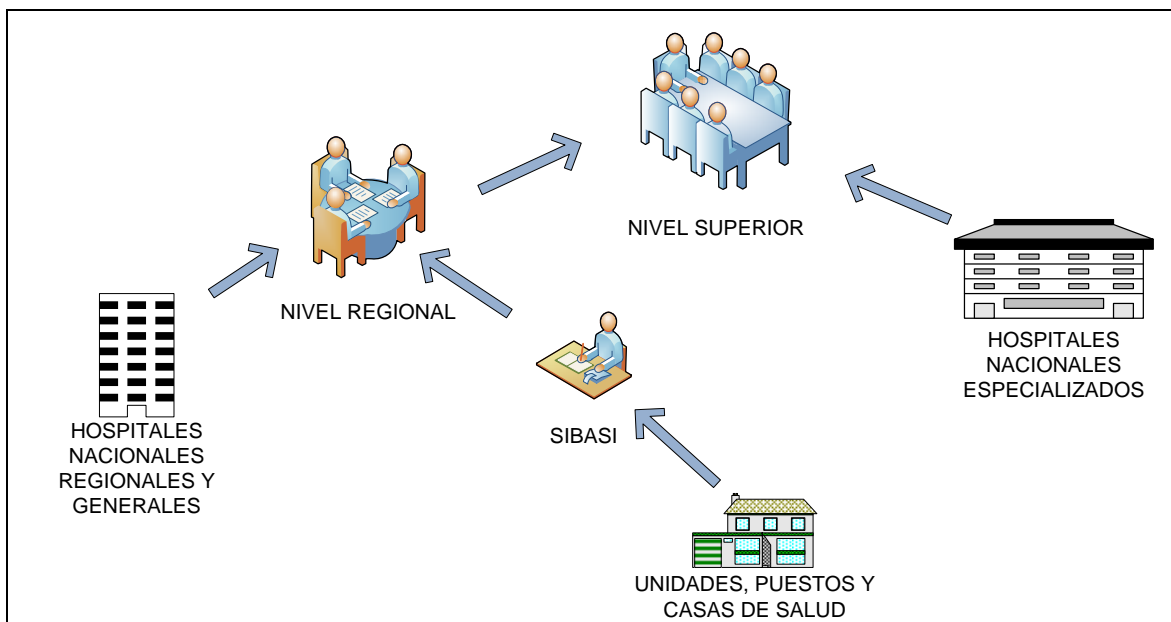 NIVEL SUPERIOR
NIVEL REGIONAL
HOSPITALES
NACIONALES
ESPECIALIZADOS
SIBASI
HOSPITALES
NACIONALES
REGIONALES Y
GENERALES
UNIDADES, PUESTOS Y
CASAS DE SALUD